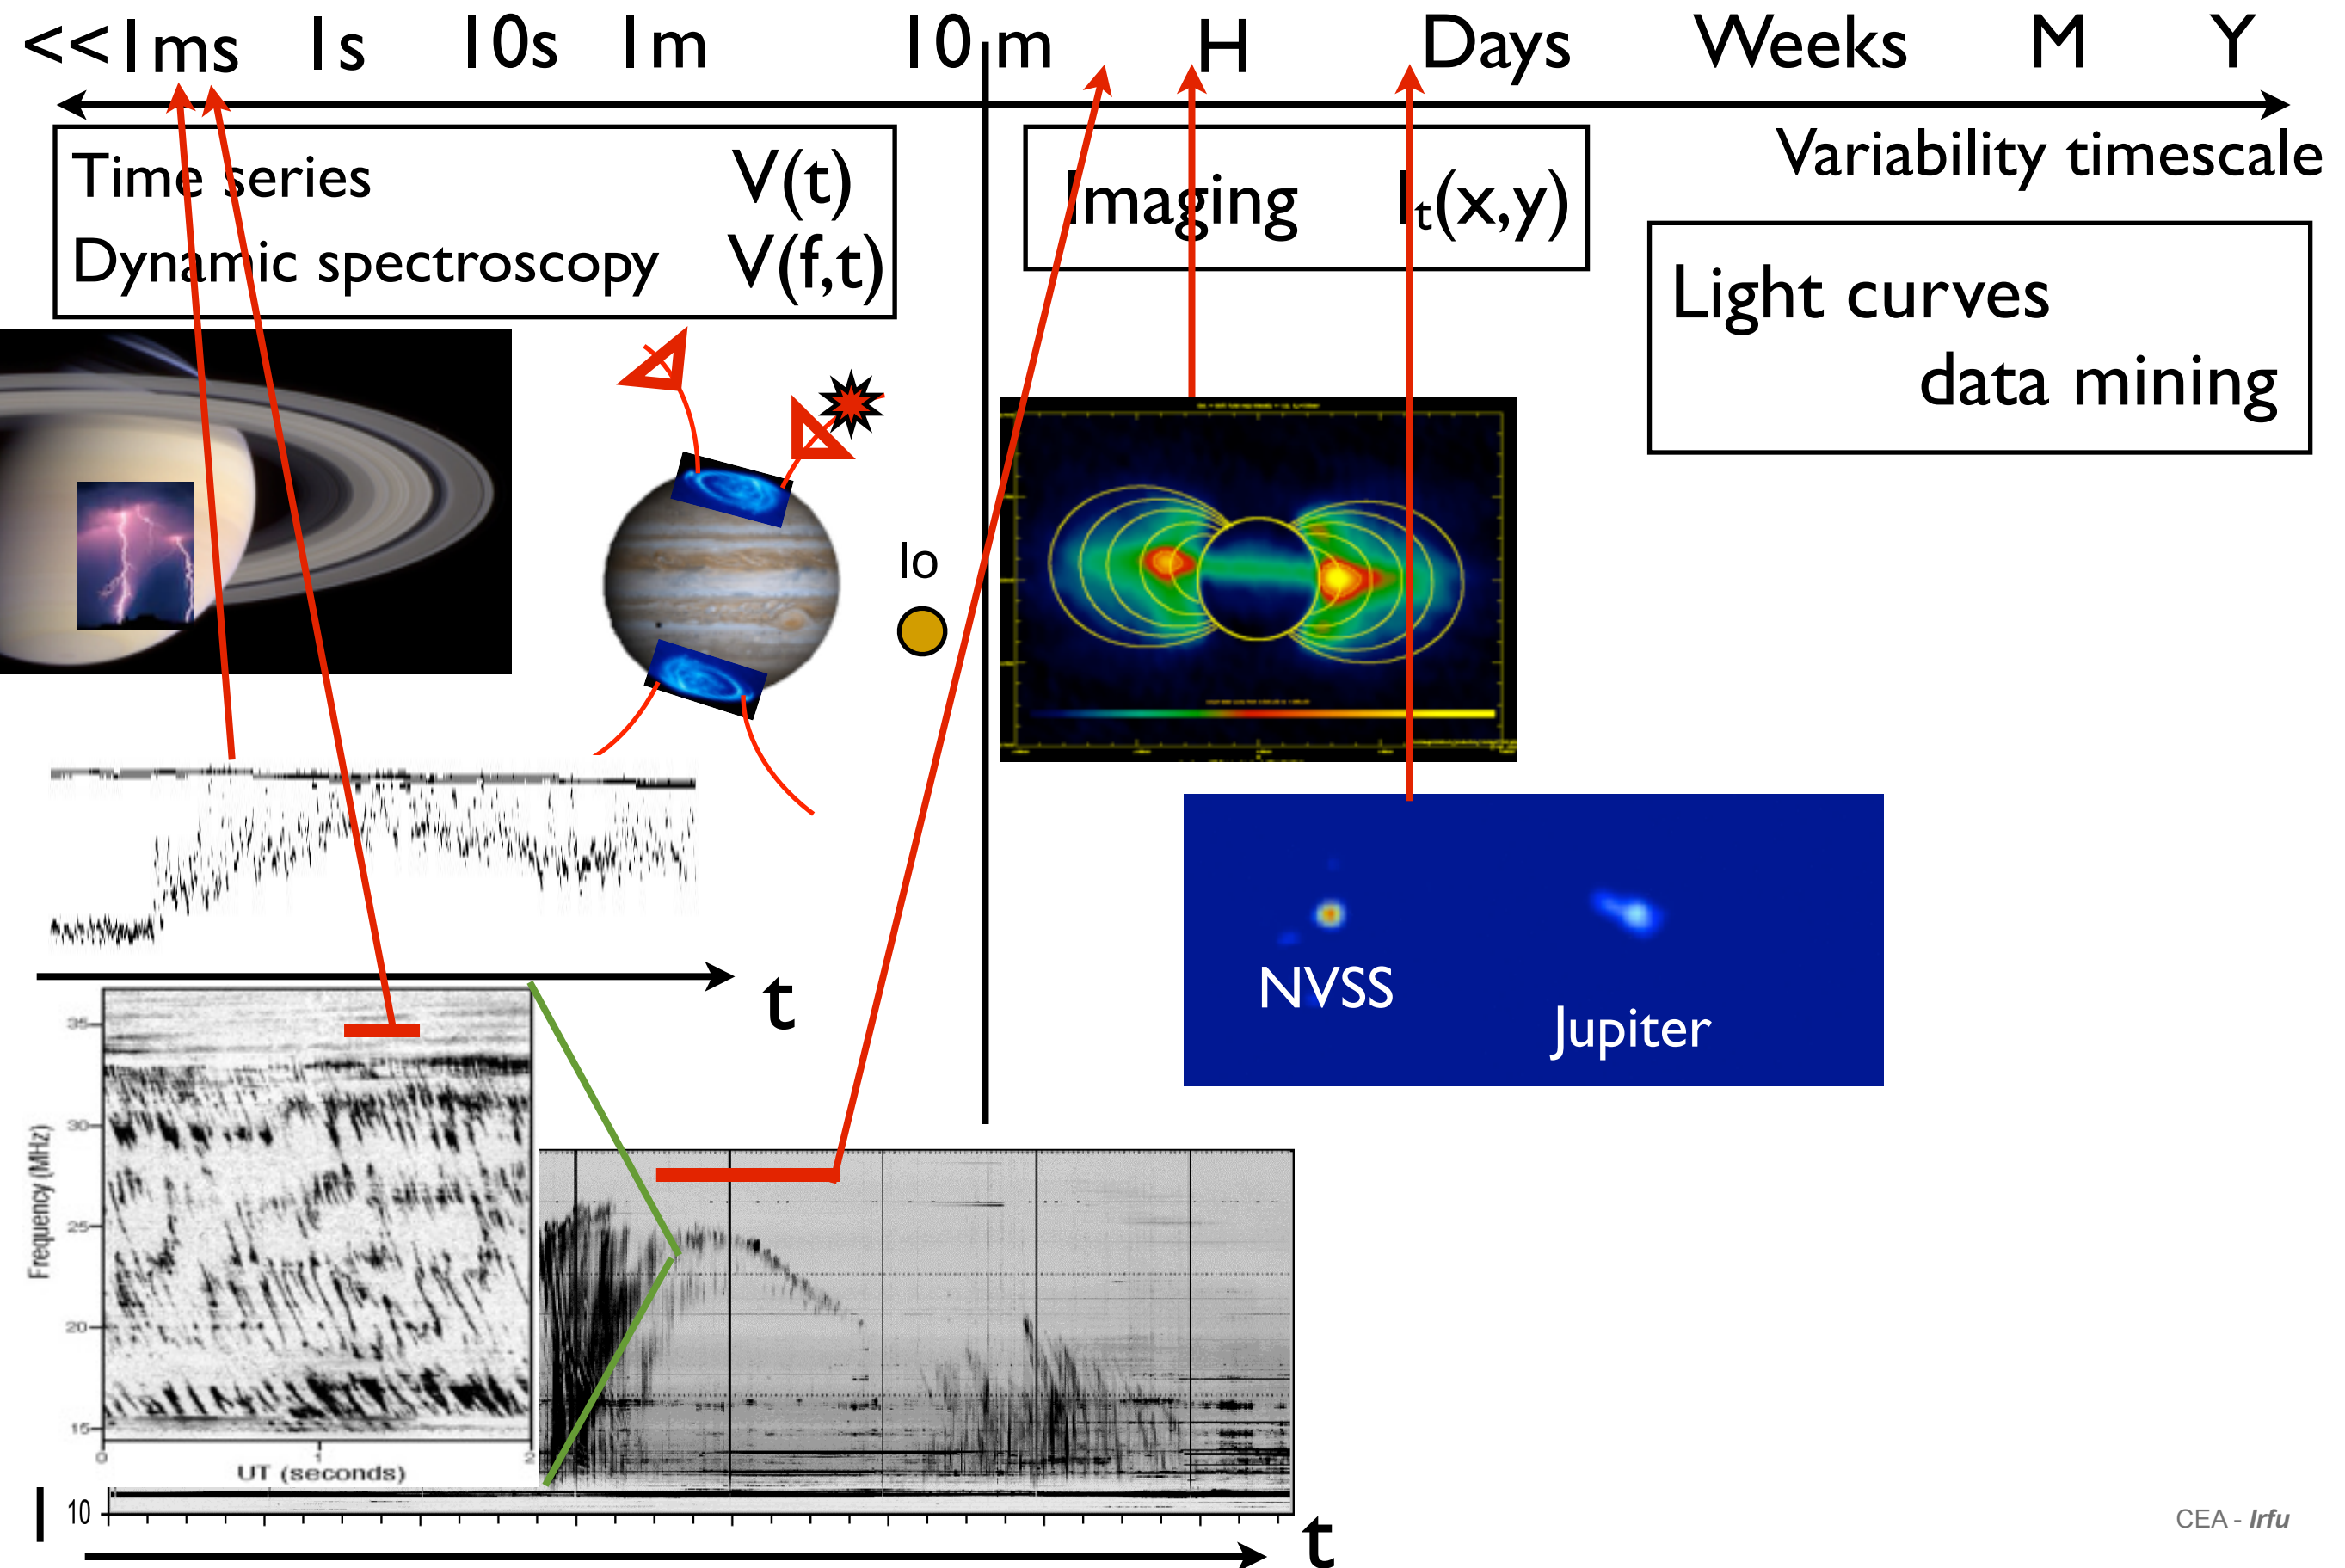 <<1ms 1s 10s 1m 10 m H Days Weeks M Y
Variability timescale
Time series V(t)
Dynamic spectroscopy V(f,t)
Imaging It(x,y)
Light curves
data mining
Io
NVSS
Jupiter
t
35
30
25
20
15
Frequency (MHz)
0 1 2
UT (seconds)
10
t
CEA - Irfu